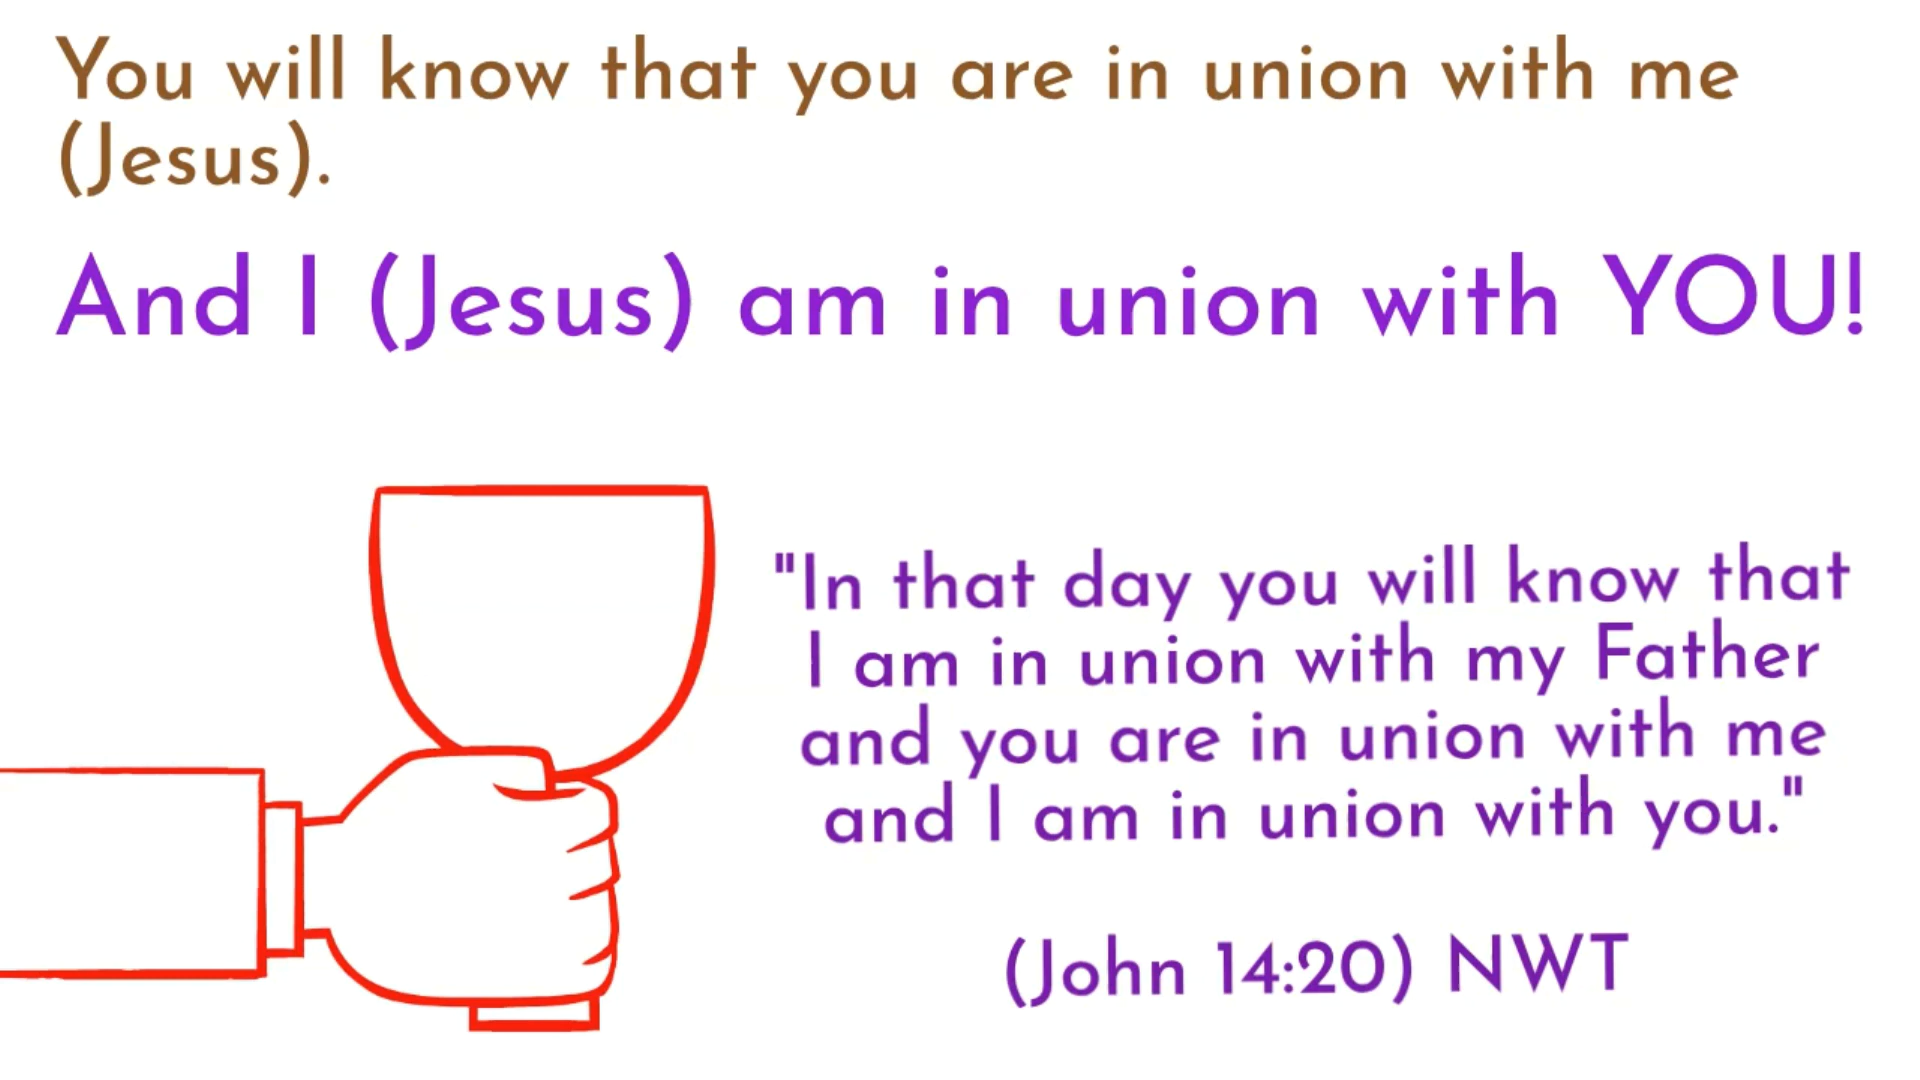 You will know that you are in union with me
(Jesus).
And I (Jesus) am in union with YOU!
"In that day you will know that
I am in union with my Father
and you are in union with me
and I am in union with you."
(John 14:20) NWT